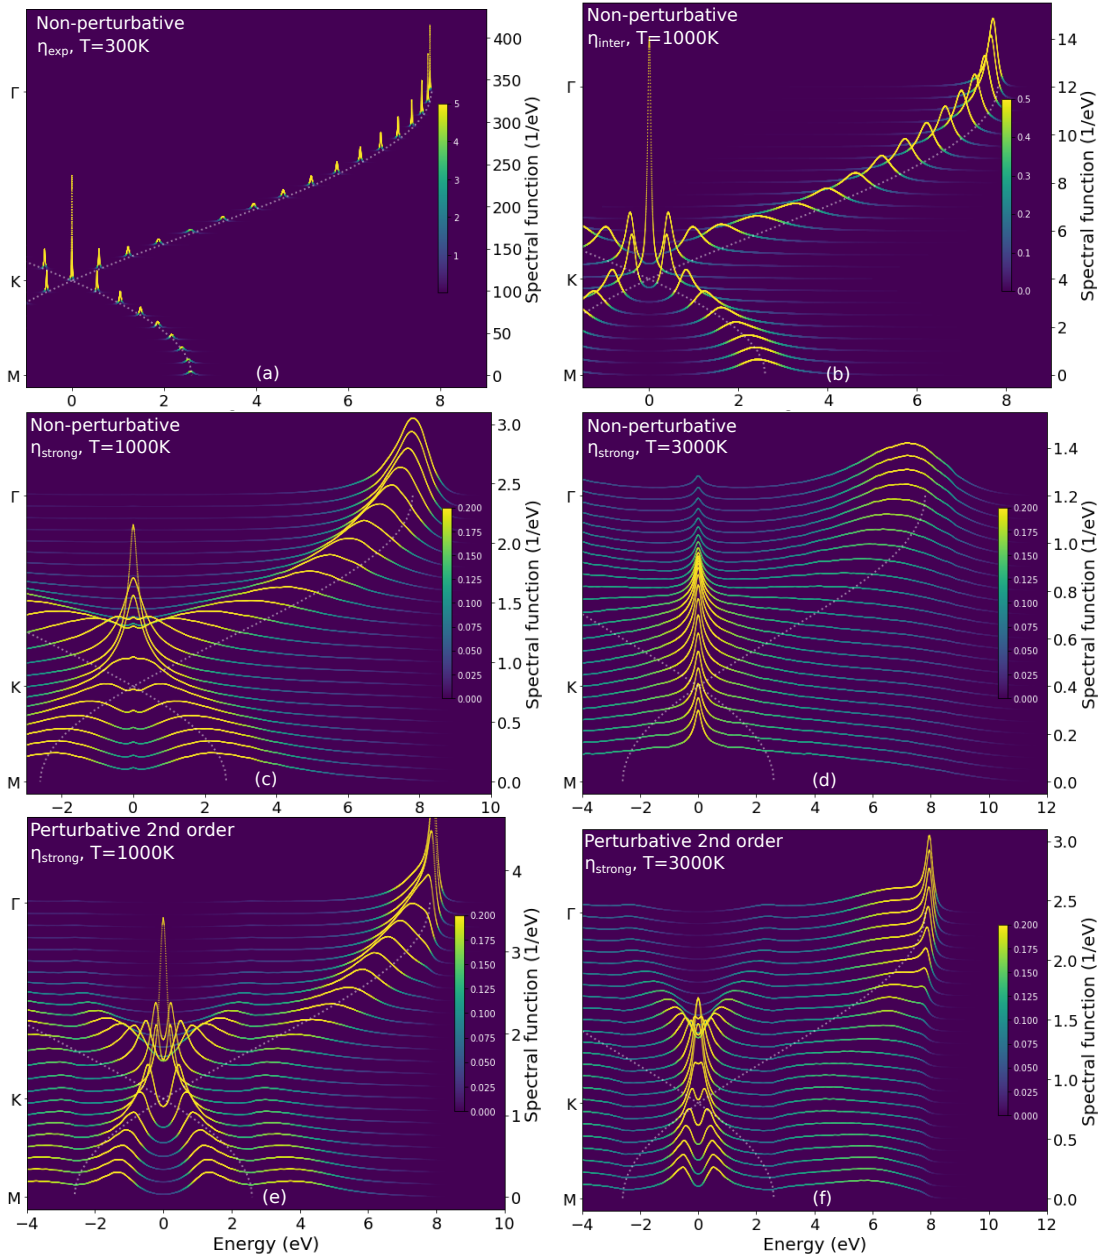 Non-perturbative
η_exp, T=300K
Γ
K
M
0 2 4 6 8
400
350
300
250
200
150
100
50
0
Spectral function (1/eV)
5
4
3
2
1
(a)
Non-perturbative
η_inter, T=1000K
Γ
K
M
0 2 4 6 8
14
12
10
8
6
4
2
0
Spectral function (1/eV)
0.5
0.4
0.3
0.2
0.1
0.0
(b)
Non-perturbative
η_strong, T=1000K
Γ
K
M
−2 0 2 4 6 8 10
3.0
2.5
2.0
1.5
1.0
0.5
0.0
Spectral function (1/eV)
0.200
0.175
0.150
0.125
0.100
0.075
0.050
0.025
0.000
(c)
Non-perturbative
η_strong, T=3000K
Γ
K
M
−4 −2 0 2 4 6 8 10 12
1.4
1.2
1.0
0.8
0.6
0.4
0.2
0.0
Spectral function (1/eV)
0.200
0.175
0.150
0.125
0.100
0.075
0.050
0.025
0.000
(d)
Perturbative 2nd order
η_strong, T=1000K
Γ
K
M
−4 −2 0 2 4 6 8 10
Energy (eV)
4
3
2
1
0
Spectral function (1/eV)
0.200
0.175
0.150
0.125
0.100
0.075
0.050
0.025
0.000
(e)
Perturbative 2nd order
η_strong, T=3000K
Γ
K
M
−4 −2 0 2 4 6 8 10 12
Energy (eV)
3.0
2.5
2.0
1.5
1.0
0.5
0.0
Spectral function (1/eV)
0.200
0.175
0.150
0.125
0.100
0.075
0.050
0.025
0.000
(f)